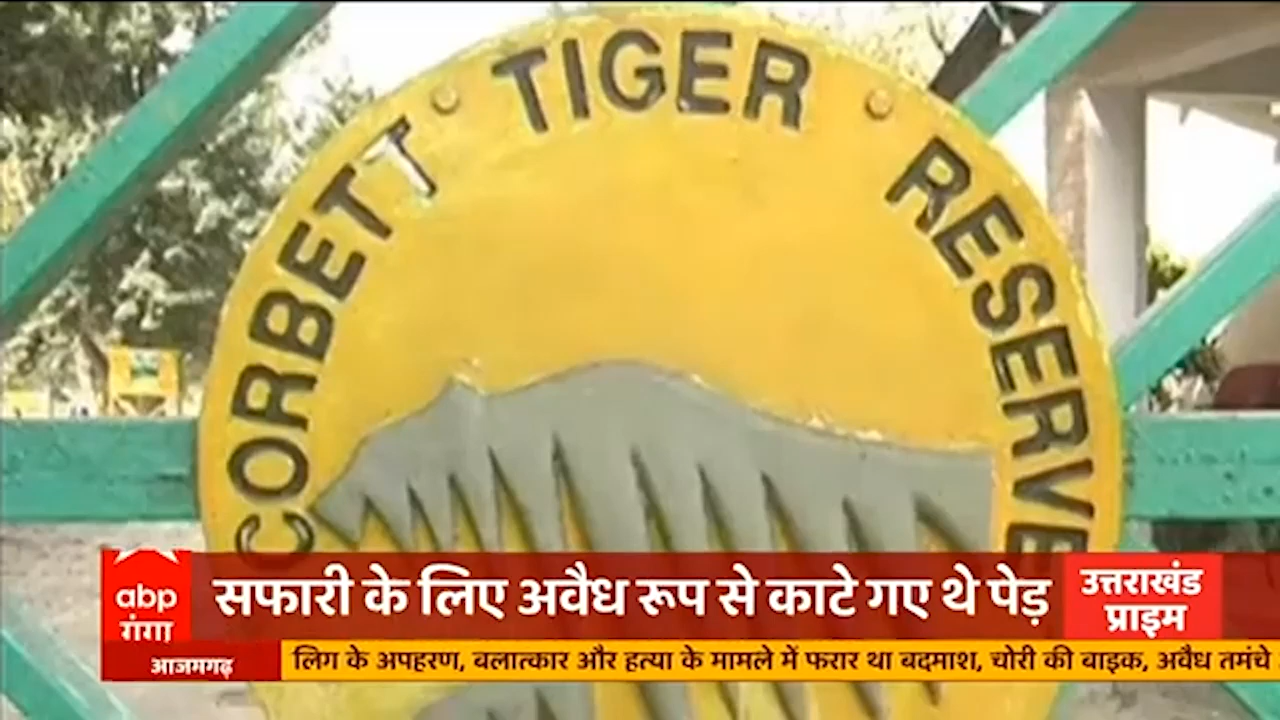 CORBETT TIGER RESERVE
abp
गंगा
सफारी के लिए अवैध रूप से काटे गए थे पेड़
उत्तराखंड
प्राइम
आजमगढ़
लिग के अपहरण, बलात्कार और हत्या के मामले में फरार था बदमाश, चोरी की बाइक, अवैध तमंचे